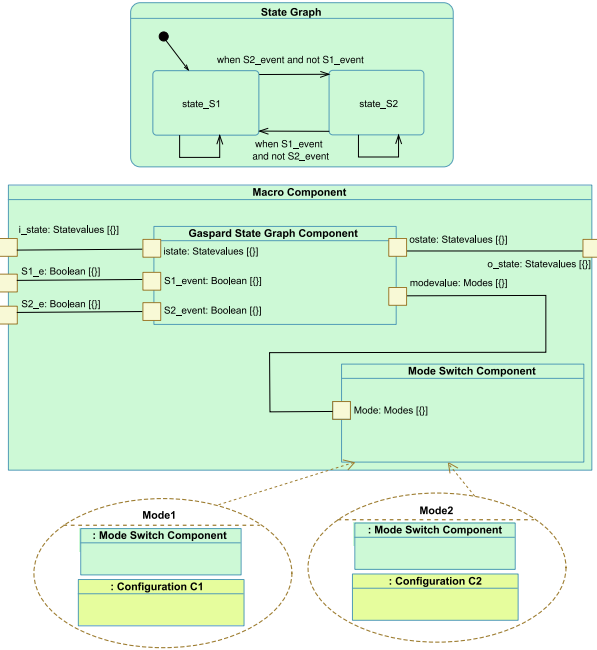 State Graph
when S2_event and not S1_event
state_S1
state_S2
when S1_event
and not S2_event
Macro Component
i_state: Statevalues [{}]
Gaspard State Graph Component
ostate: Statevalues [{}]
istate: Statevalues [{}]
o_state: Statevalues [{}]
S1_e: Boolean [{}]
S1_event: Boolean [{}]
modevalue: Modes [{}]
S2_e: Boolean [{}]
S2_event: Boolean [{}]
Mode Switch Component
Mode: Modes [{}]
Mode1
: Mode Switch Component
: Configuration C1
Mode2
: Mode Switch Component
: Configuration C2